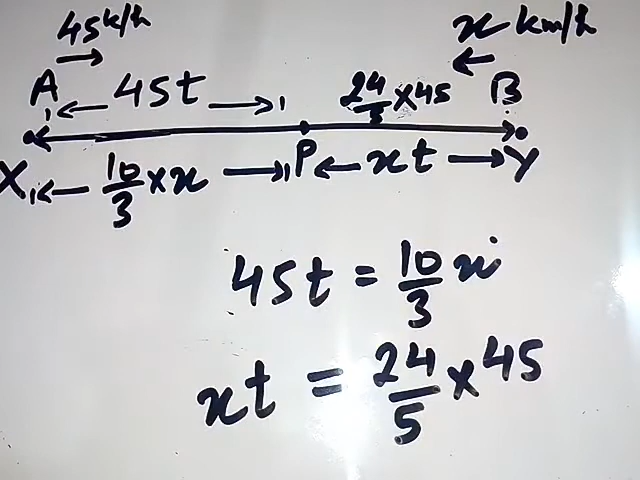 45k/h x km/h
A 45t 24/5×45 B
X 10/3×x P xt Y
45t = 10/3 x
xt = 24/5 × 45